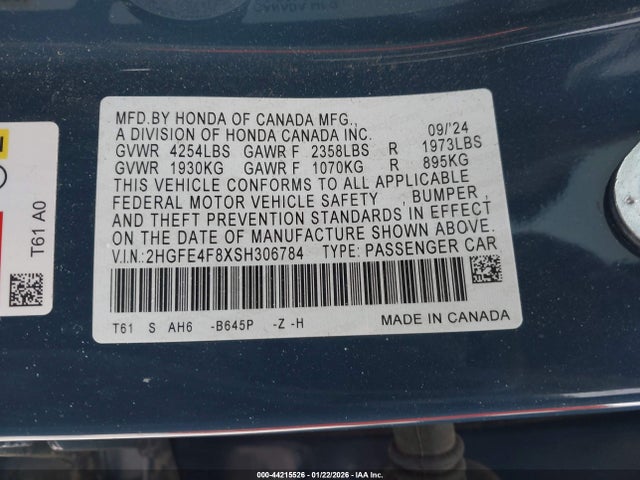 MFD.BY HONDA OF CANADA MFG.,
A DIVISION OF HONDA CANADA INC. 09/'24
GVWR 4254LBS GAWR F 2358LBS R 1973LBS
GVWR 1930KG GAWR F 1070KG R 895KG
THIS VEHICLE CONFORMS TO ALL APPLICABLE
FEDERAL MOTOR VEHICLE SAFETY , BUMPER ,
AND THEFT PREVENTION STANDARDS IN EFFECT
ON THE DATE OF MANUFACTURE SHOWN ABOVE.
V.I.N.:2HGFE4F8XSH306784 TYPE: PASSENGER CAR
T61 S AH6 -B645P -Z -H MADE IN CANADA
T61 A0
N
000-44215526 - 01/22/2026 - IAA Inc.